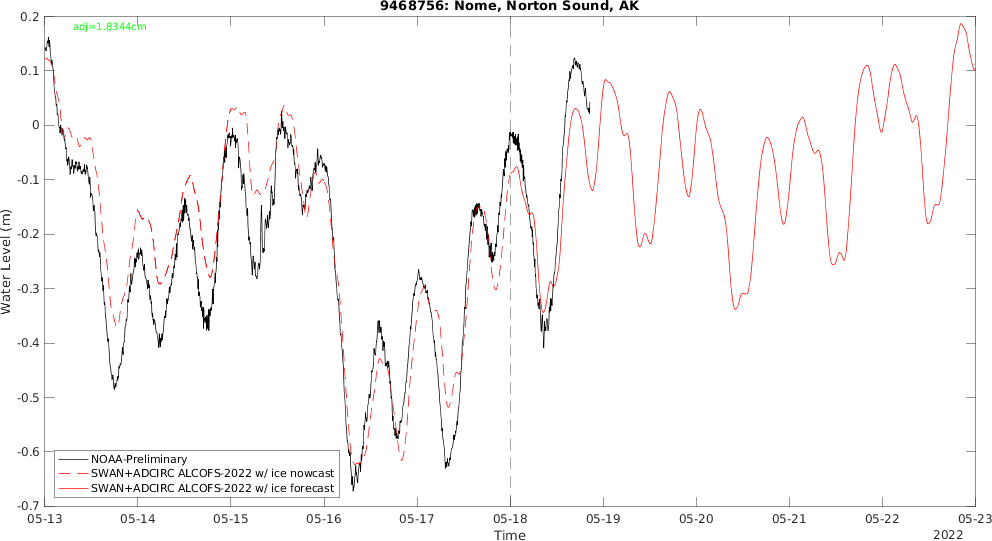 9468756: Nome, Norton Sound, AK
adj=1.8344cm
0.2
0.1
0
-0.1
-0.2
-0.3
-0.4
-0.5
-0.6
-0.7
Water Level (m)
NOAA-Preliminary
SWAN+ADCIRC ALCOFS-2022 w/ ice nowcast
SWAN+ADCIRC ALCOFS-2022 w/ ice forecast
05-13 05-14 05-15 05-16 05-17 05-18 05-19 05-20 05-21 05-22 05-23
Time
2022